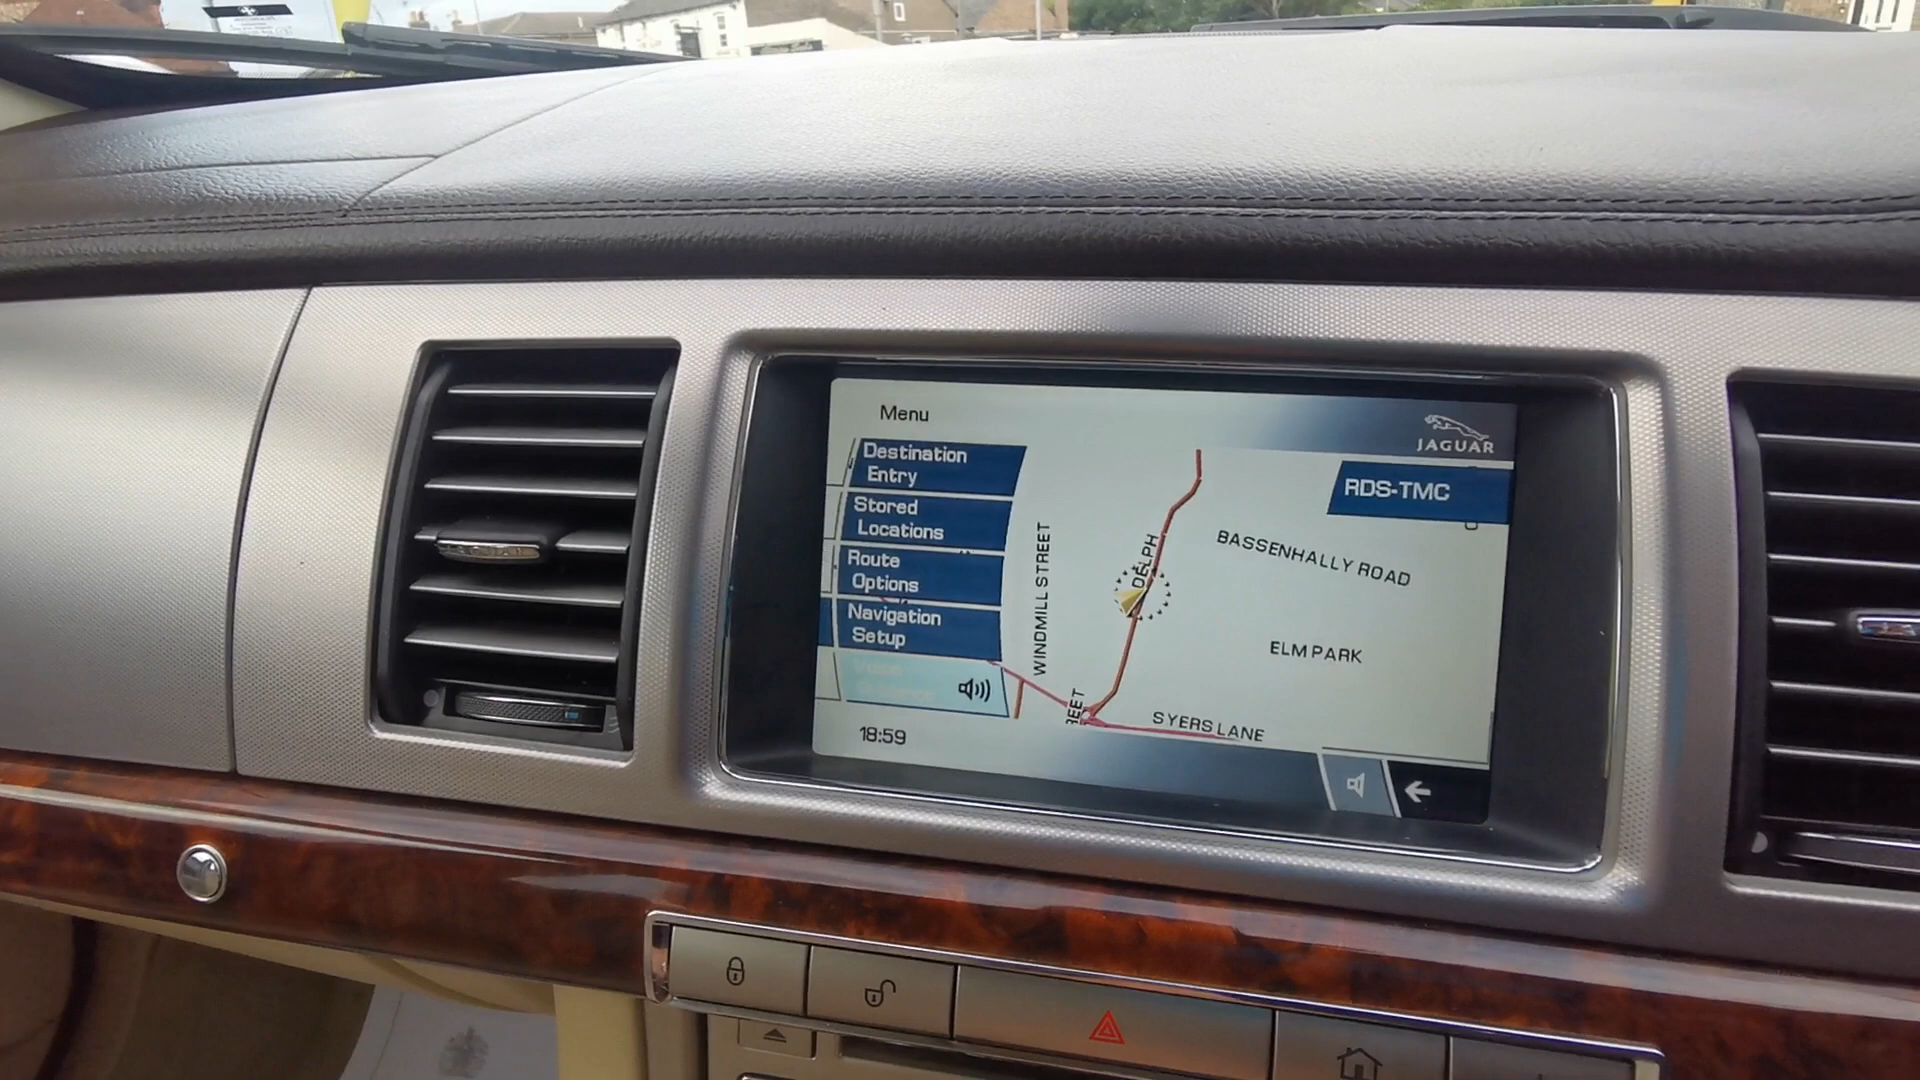 Menu
JAGUAR
Destination
Entry
RDS-TMC
Stored
Locations
Route
Options
Navigation
Setup
WINDMILL STREET
DELPH
BASSENHALLY ROAD
ELM PARK
REET
SYERS LANE
18:59